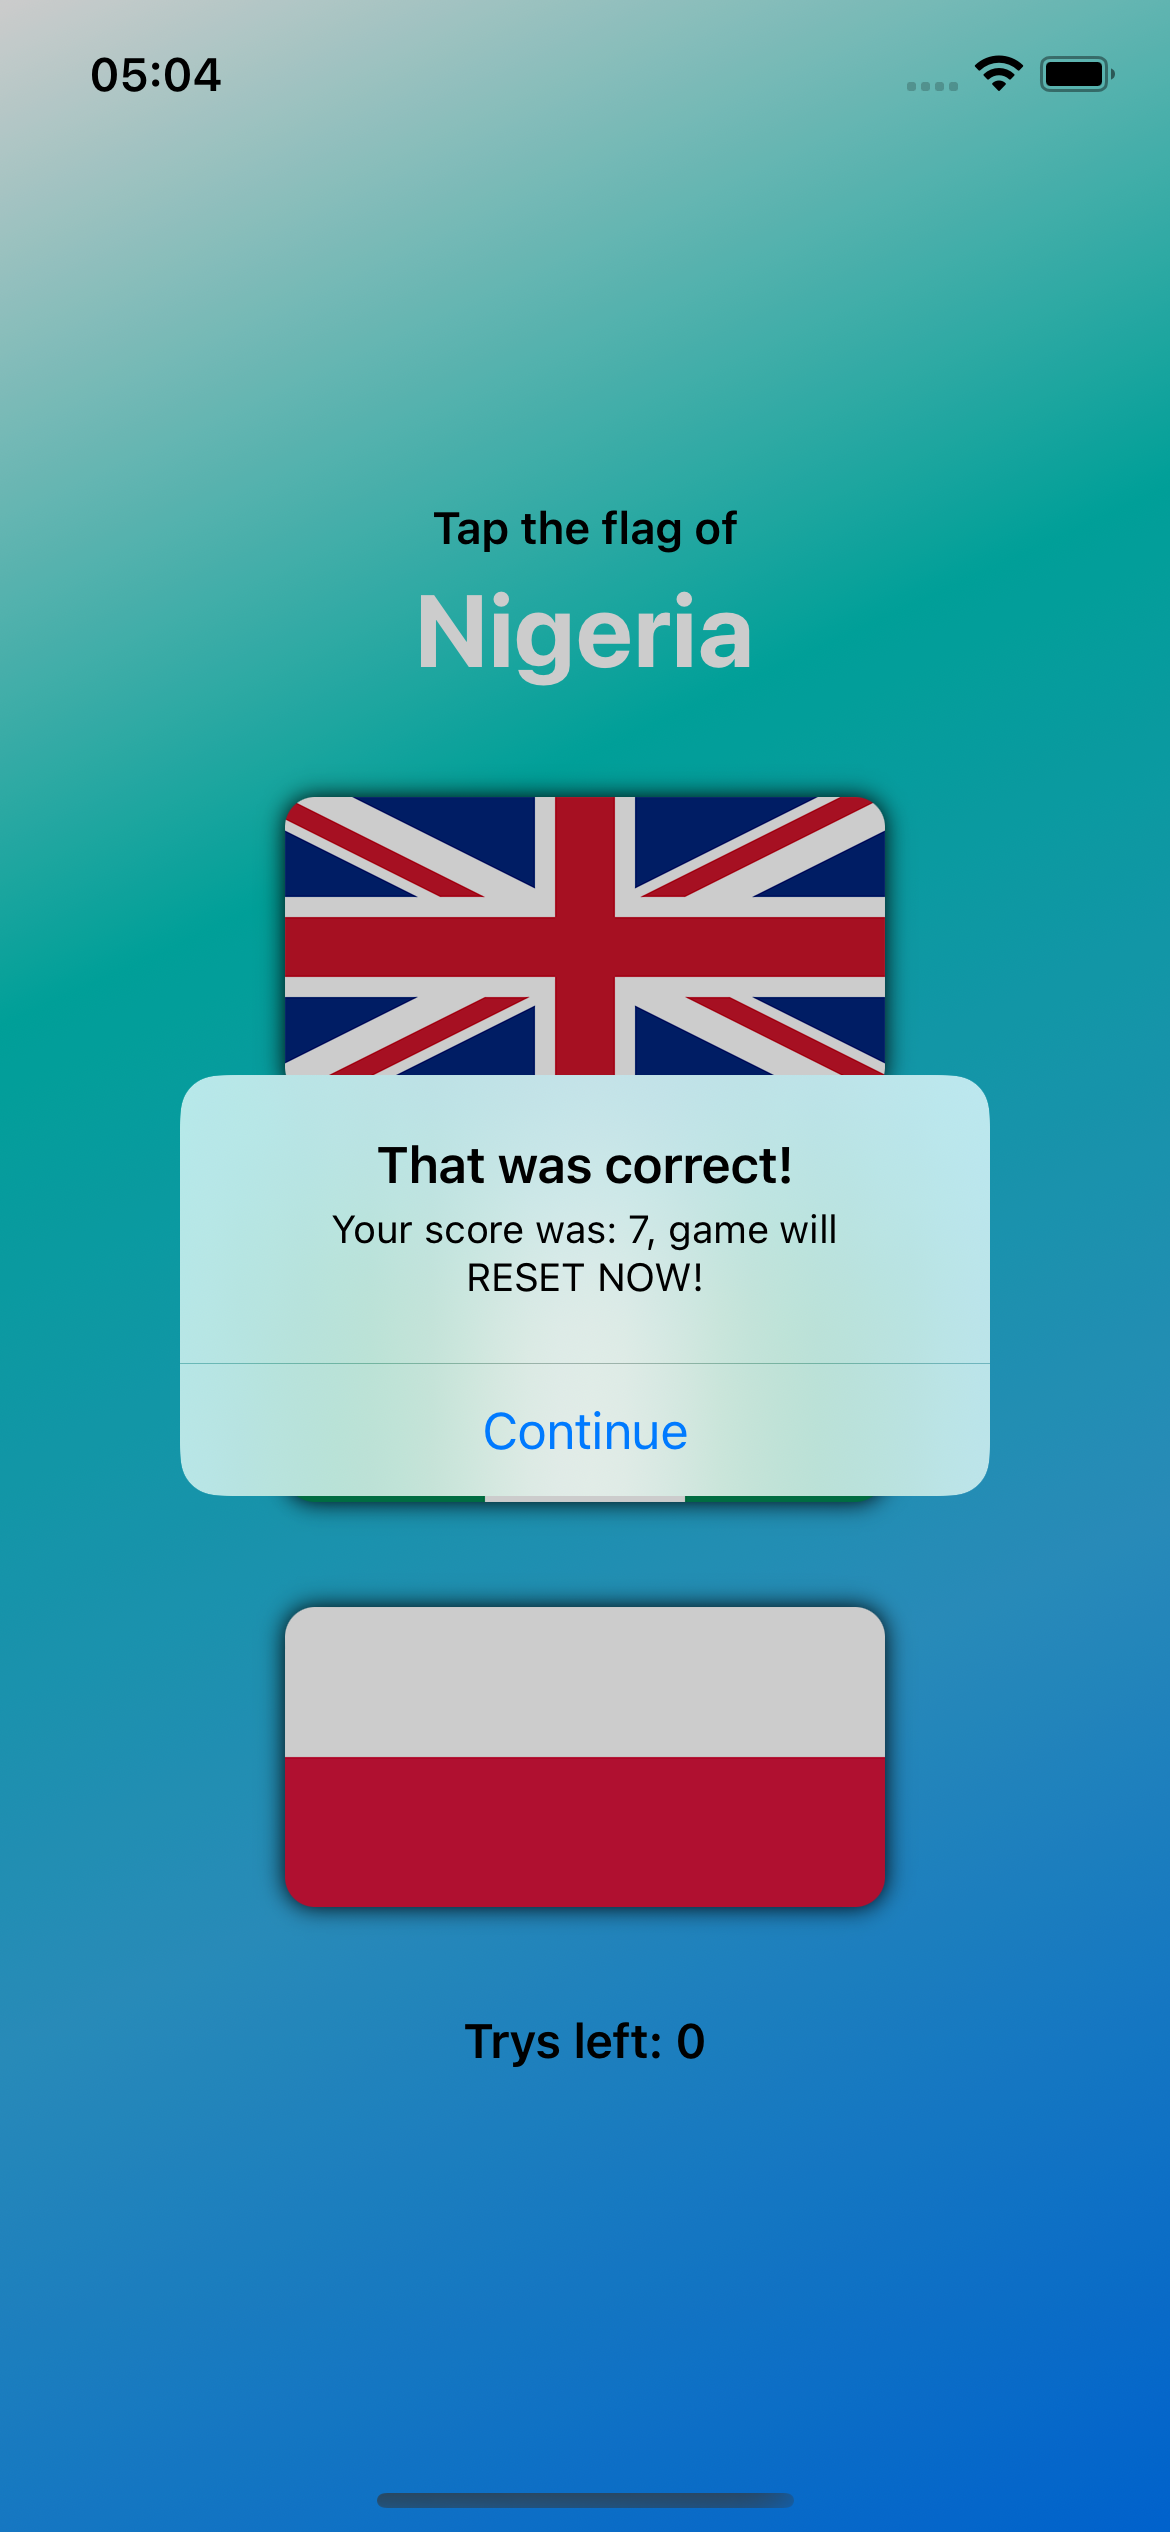 05:04
Tap the flag of
Nigeria
That was correct!
Your score was: 7, game will
RESET NOW!
Continue
Trys left: 0